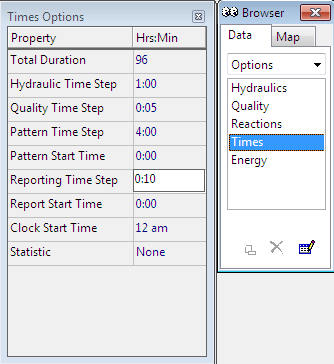 Times Options
Property Hrs:Min
Total Duration 96
Hydraulic Time Step 1:00
Quality Time Step 0:05
Pattern Time Step 4:00
Pattern Start Time 0:00
Reporting Time Step 0:10
Report Start Time 0:00
Clock Start Time 12 am
Statistic None
Browser
Data Map
Options
Hydraulics
Quality
Reactions
Times
Energy